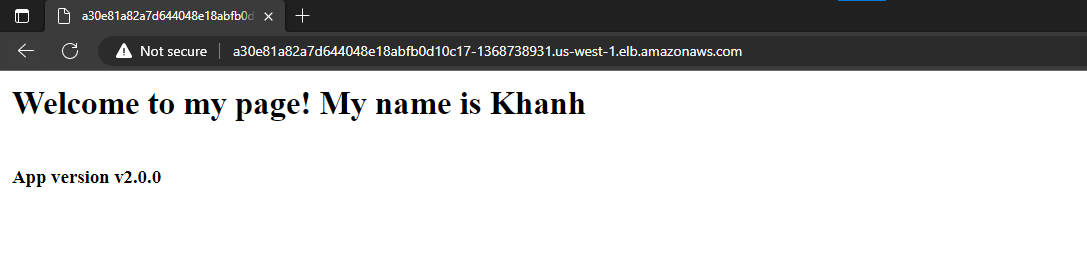 a30e81a82a7d644048e18abfb0d
Not secure
a30e81a82a7d644048e18abfb0d10c17-1368738931.us-west-1.elb.amazonaws.com
Welcome to my page! My name is Khanh
App version v2.0.0